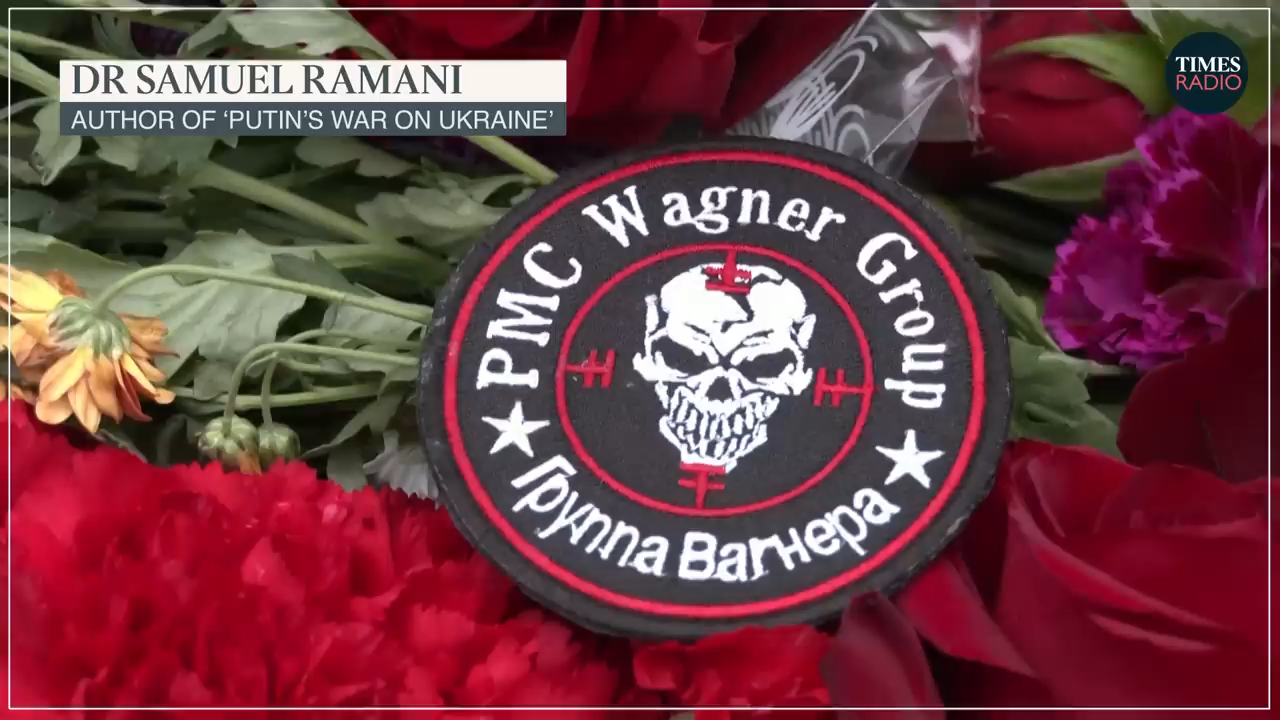 DR SAMUEL RAMANI
AUTHOR OF ‘PUTIN’S WAR ON UKRAINE’
TIMES
RADIO
PMC Wagner Group
Группа Вагнера